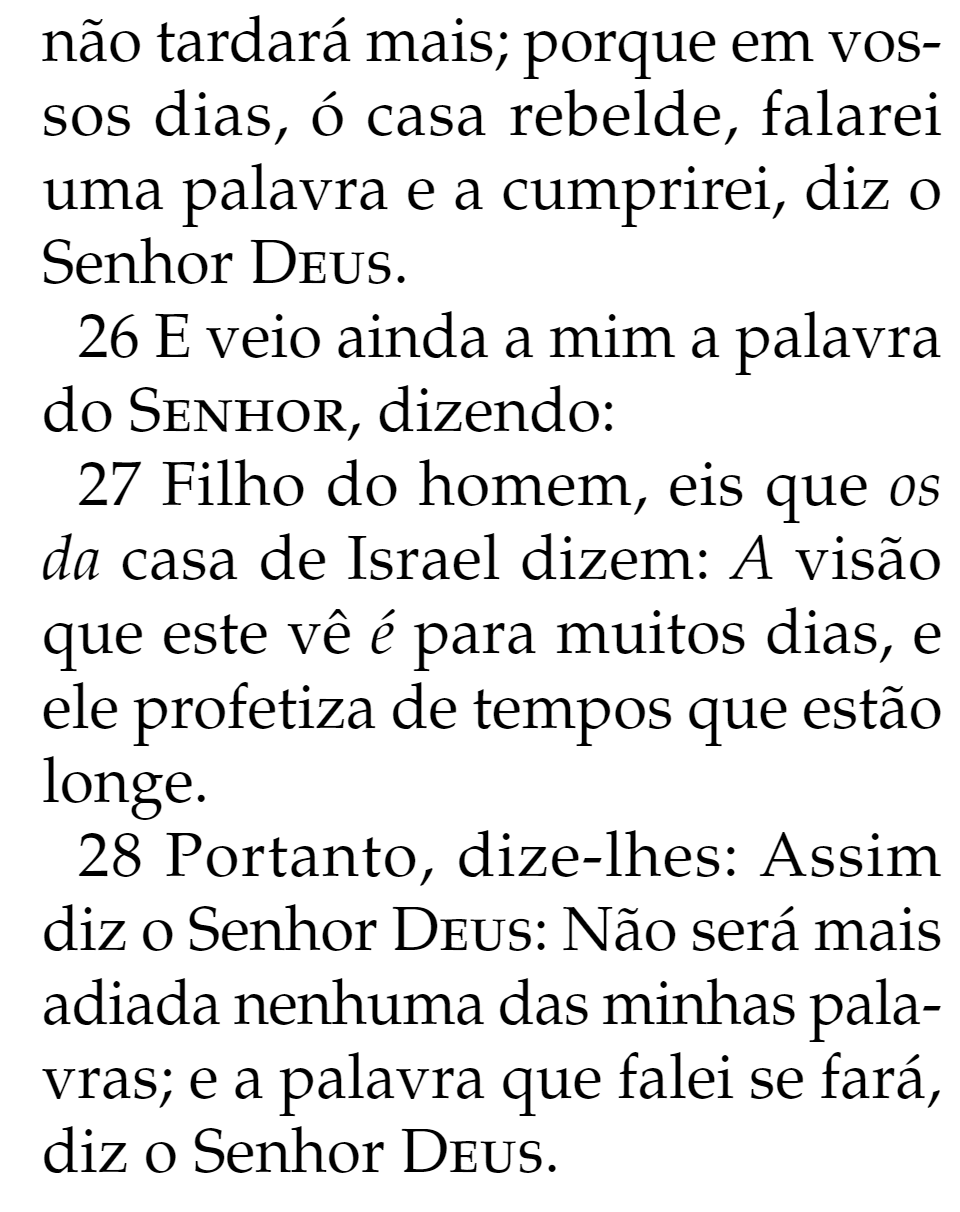 não tardará mais; porque em vos-
sos dias, ó casa rebelde, falarei
uma palavra e a cumprirei, diz o
Senhor DEUS.
26 E veio ainda a mim a palavra
do SENHOR, dizendo:
27 Filho do homem, eis que os
da casa de Israel dizem: A visão
que este vê é para muitos dias, e
ele profetiza de tempos que estão
longe.
28 Portanto, dize-lhes: Assim
diz o Senhor DEUS: Não será mais
adiada nenhuma das minhas pala-
vras; e a palavra que falei se fará,
diz o Senhor DEUS.